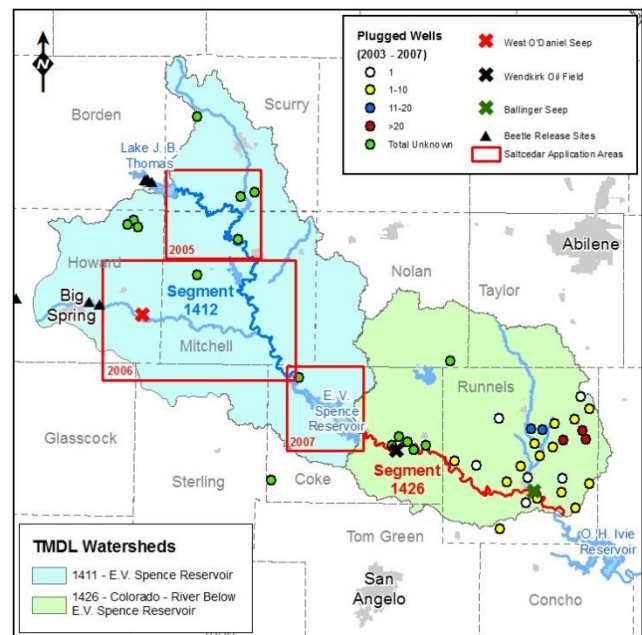 Plugged Wells
(2003 - 2007)
1
1-10
11-20
>20
Total Unknown
West O'Daniel Seep
Wendkirk Oil Field
Ballinger Seep
Beetle Release Sites
Saltcedar Application Areas
N
Borden
Scurry
Lake J. B.
Thomas
2005
Howard
Abilene
Nolan
Taylor
Segment
1412
Big
Spring
Mitchell
2006
Runnels
E. V.
Spence
Reservoir
Glasscock
2007
Segment
1426
Sterling
Coke
TMDL Watersheds
1411 - E.V. Spence Reservoir
1426 - Colorado - River Below
E.V. Spence Reservoir
Tom Green
O. H. Ivie
Reservoir
San
Angelo
Concho